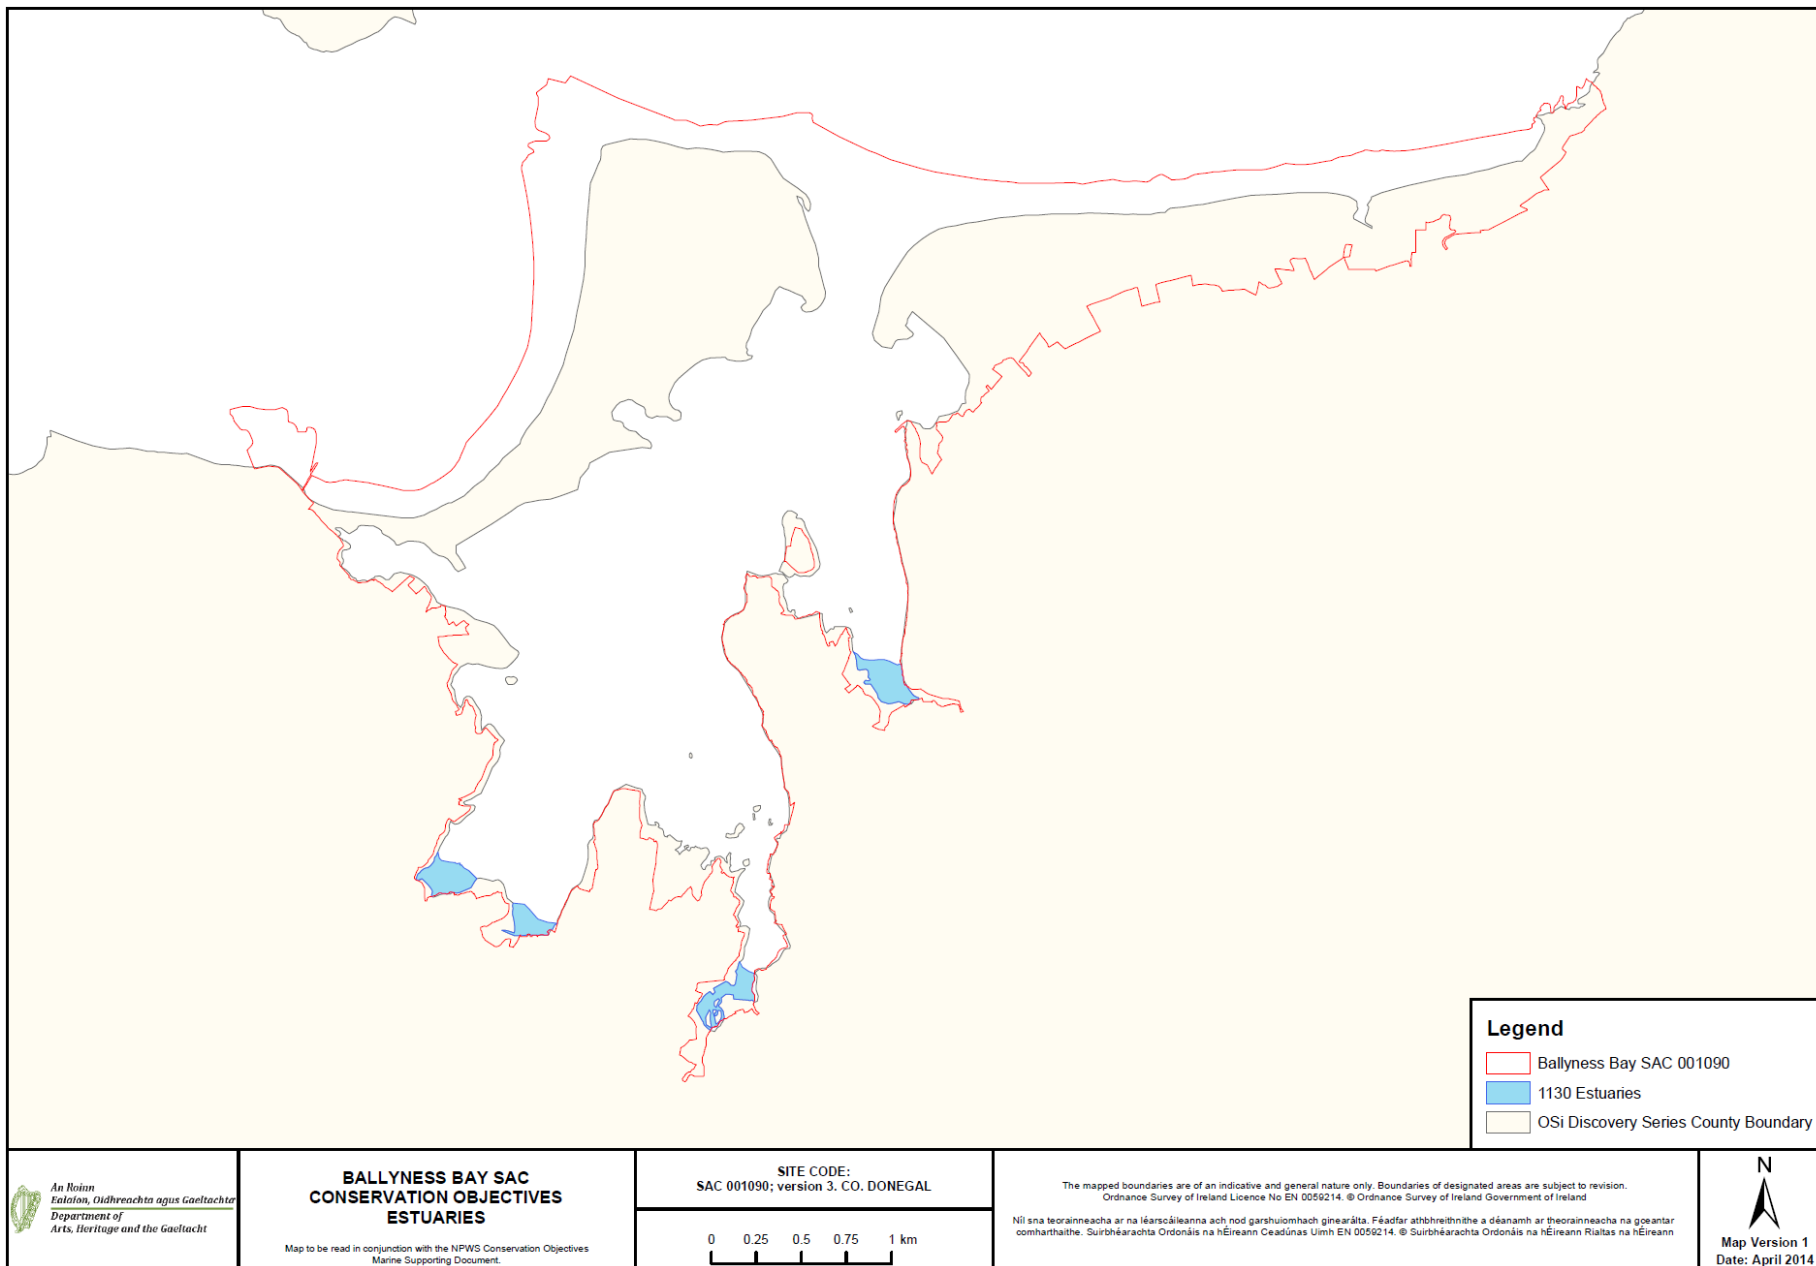 Legend
Ballyness Bay SAC 001090
1130 Estuaries
OSi Discovery Series County Boundary
An Roinn
Ealaíon, Oidhreachta agus Gaeltachta
Department of
Arts, Heritage and the Gaeltacht
BALLYNESS BAY SAC
CONSERVATION OBJECTIVES
ESTUARIES
Map to be read in conjunction with the NPWS Conservation Objectives
Marine Supporting Document.
SITE CODE:
SAC 001090; version 3. CO. DONEGAL
0 0.25 0.5 0.75 1 km
The mapped boundaries are of an indicative and general nature only. Boundaries of designated areas are subject to revision.
Ordnance Survey of Ireland Licence No EN 0059214. © Ordnance Survey of Ireland Government of Ireland
Níl sna teorainneacha ar na léarscáileanna ach nod garshuiomhach ginearálta. Féadfar athbhreithnithe a déanamh ar theorainneacha na gceantar
comharthaithe. Suirbhéarachta Ordonáis na hÉireann Ceadúnas Uimh EN 0059214. © Suirbhéarachta Ordonáis na hÉireann Rialtas na hÉireann
N
Map Version 1
Date: April 2014